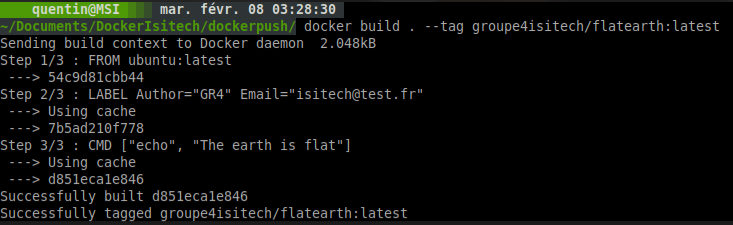 quentin@MSI mar. févr. 08 03:28:30
~/Documents/DockerIsitech/dockerpush/ docker build . --tag groupe4isitech/flatearth:latest
Sending build context to Docker daemon  2.048kB
Step 1/3 : FROM ubuntu:latest
 ---> 54c9d81cbb44
Step 2/3 : LABEL Author="GR4" Email="isitech@test.fr"
 ---> Using cache
 ---> 7b5ad210f778
Step 3/3 : CMD ["echo", "The earth is flat"]
 ---> Using cache
 ---> d851eca1e846
Successfully built d851eca1e846
Successfully tagged groupe4isitech/flatearth:latest